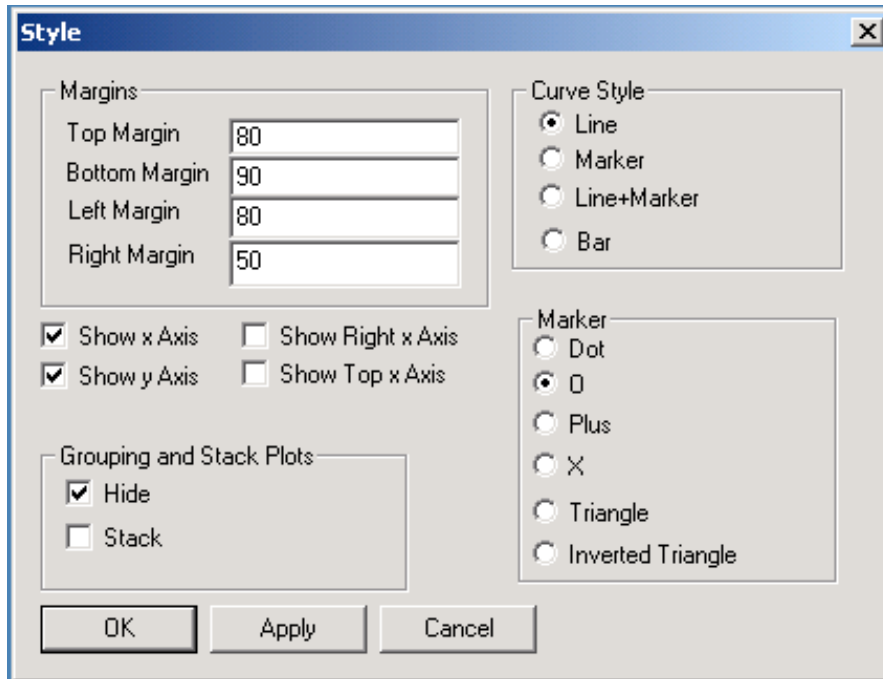 Style
Margins
Top Margin 80
Bottom Margin 90
Left Margin 80
Right Margin 50
Show x Axis
Show Right x Axis
Show y Axis
Show Top x Axis
Grouping and Stack Plots
Hide
Stack
Curve Style
Line
Marker
Line+Marker
Bar
Marker
Dot
O
Plus
X
Triangle
Inverted Triangle
OK
Apply
Cancel